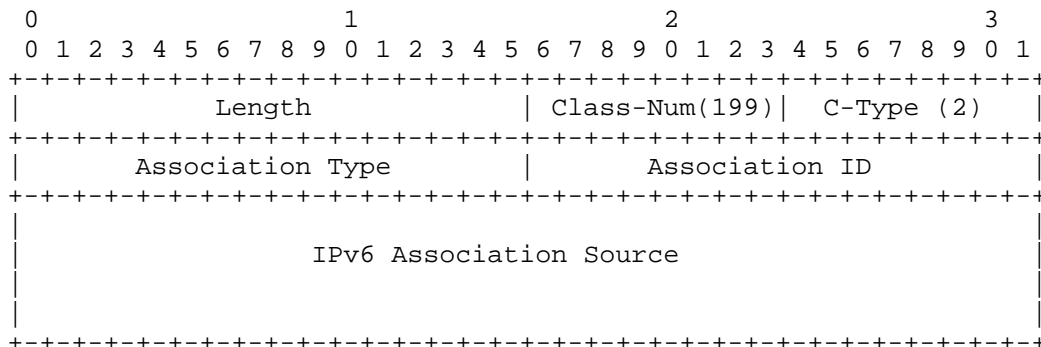 0                   1                   2                   3
 0 1 2 3 4 5 6 7 8 9 0 1 2 3 4 5 6 7 8 9 0 1 2 3 4 5 6 7 8 9 0 1
+-+-+-+-+-+-+-+-+-+-+-+-+-+-+-+-+-+-+-+-+-+-+-+-+-+-+-+-+-+-+-+-+
|            Length             | Class-Num(199)|  C-Type (2)   |
+-+-+-+-+-+-+-+-+-+-+-+-+-+-+-+-+-+-+-+-+-+-+-+-+-+-+-+-+-+-+-+-+
|       Association Type        |       Association ID          |
+-+-+-+-+-+-+-+-+-+-+-+-+-+-+-+-+-+-+-+-+-+-+-+-+-+-+-+-+-+-+-+-+
|                                                               |
|                  IPv6 Association Source                      |
|                                                               |
|                                                               |
+-+-+-+-+-+-+-+-+-+-+-+-+-+-+-+-+-+-+-+-+-+-+-+-+-+-+-+-+-+-+-+-+